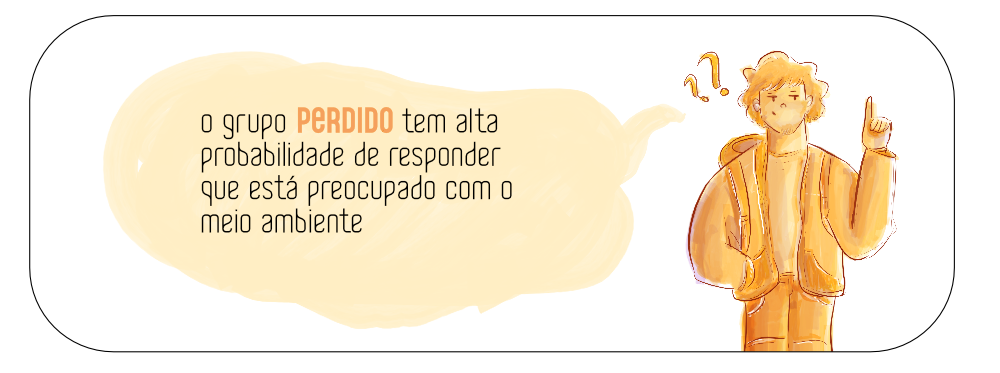 o grupo PERDIDO tem alta
probabilidade de responder
que está preocupado com o
meio ambiente
??